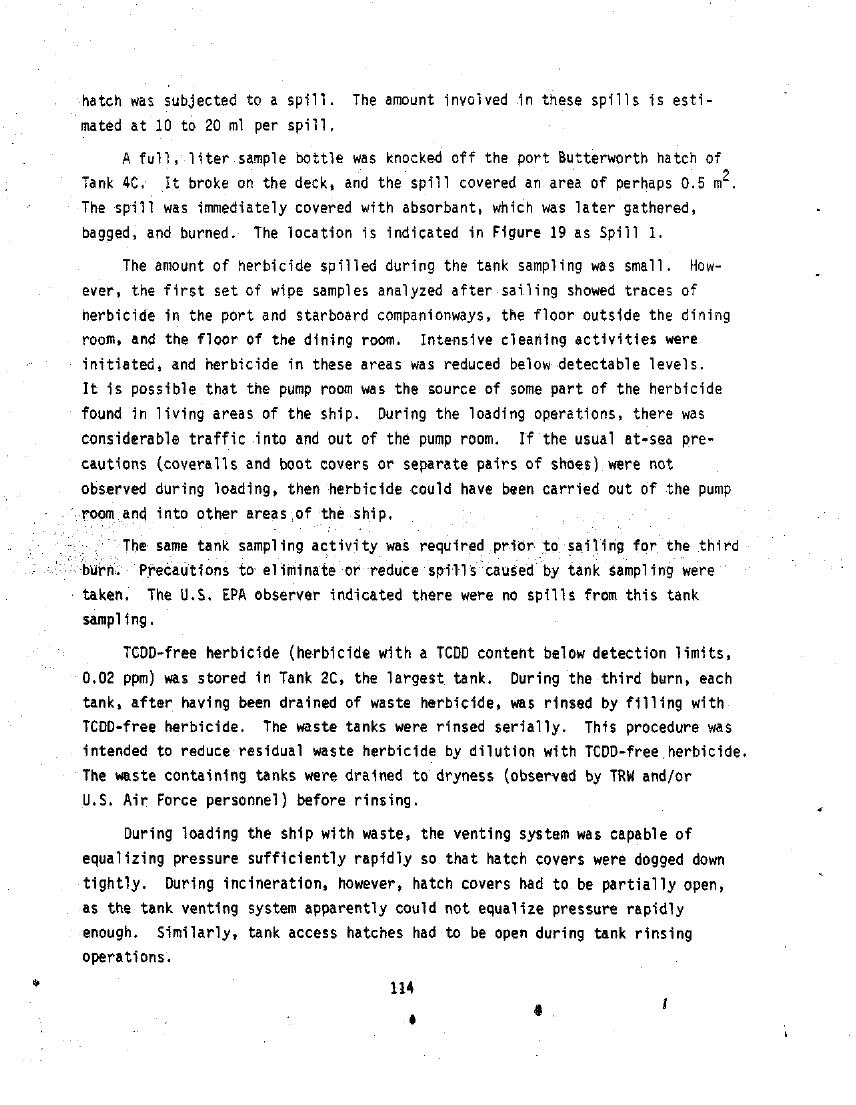 hatch was subjected to a spill. The amount involved in these spills is esti-
mated at 10 to 20 ml per spill.
A full, liter sample bottle was knocked off the port Butterworth hatch of
Tank 4C. It broke on the deck, and the spill covered an area of perhaps 0.5 m².
The spill was immediately covered with absorbant, which was later gathered,
bagged, and burned. The location is indicated in Figure 19 as Spill 1.
The amount of herbicide spilled during the tank sampling was small. How-
ever, the first set of wipe samples analyzed after sailing showed traces of
herbicide in the port and starboard companionways, the floor outside the dining
room, and the floor of the dining room. Intensive cleaning activities were
initiated, and herbicide in these areas was reduced below detectable levels.
It is possible that the pump room was the source of some part of the herbicide
found in living areas of the ship. During the loading operations, there was
considerable traffic into and out of the pump room. If the usual at-sea pre-
cautions (coveralls and boot covers or separate pairs of shoes) were not
observed during loading, then herbicide could have been carried out of the pump
room and into other areas of the ship.
The same tank sampling activity was required prior to sailing for the third
burn. Precautions to eliminate or reduce spills caused by tank sampling were
taken. The U.S. EPA observer indicated there were no spills from this tank
sampling.
TCDD-free herbicide (herbicide with a TCDD content below detection limits,
0.02 ppm) was stored in Tank 2C, the largest tank. During the third burn, each
tank, after having been drained of waste herbicide, was rinsed by filling with
TCDD-free herbicide. The waste tanks were rinsed serially. This procedure was
intended to reduce residual waste herbicide by dilution with TCDD-free herbicide.
The waste containing tanks were drained to dryness (observed by TRW and/or
U.S. Air Force personnel) before rinsing.
During loading the ship with waste, the venting system was capable of
equalizing pressure sufficiently rapidly so that hatch covers were dogged down
tightly. During incineration, however, hatch covers had to be partially open,
as the tank venting system apparently could not equalize pressure rapidly
enough. Similarly, tank access hatches had to be open during tank rinsing
operations.
114